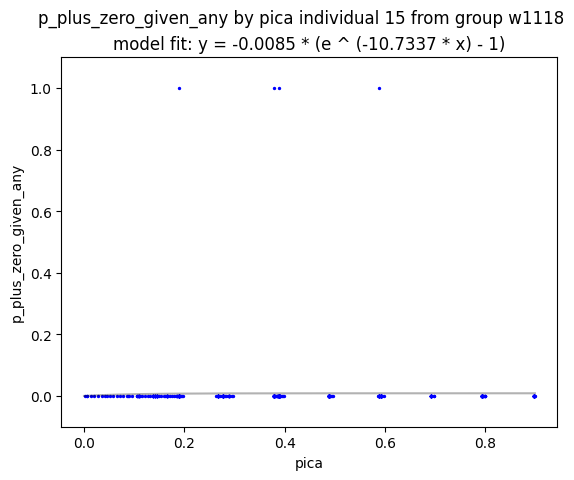 p_plus_zero_given_any by pica individual 15 from group w1118
model fit: y = -0.0085 * (e ^ (-10.7337 * x) - 1)
1.0
0.8
0.6
0.4
0.2
0.0
p_plus_zero_given_any
0.0 0.2 0.4 0.6 0.8
pica